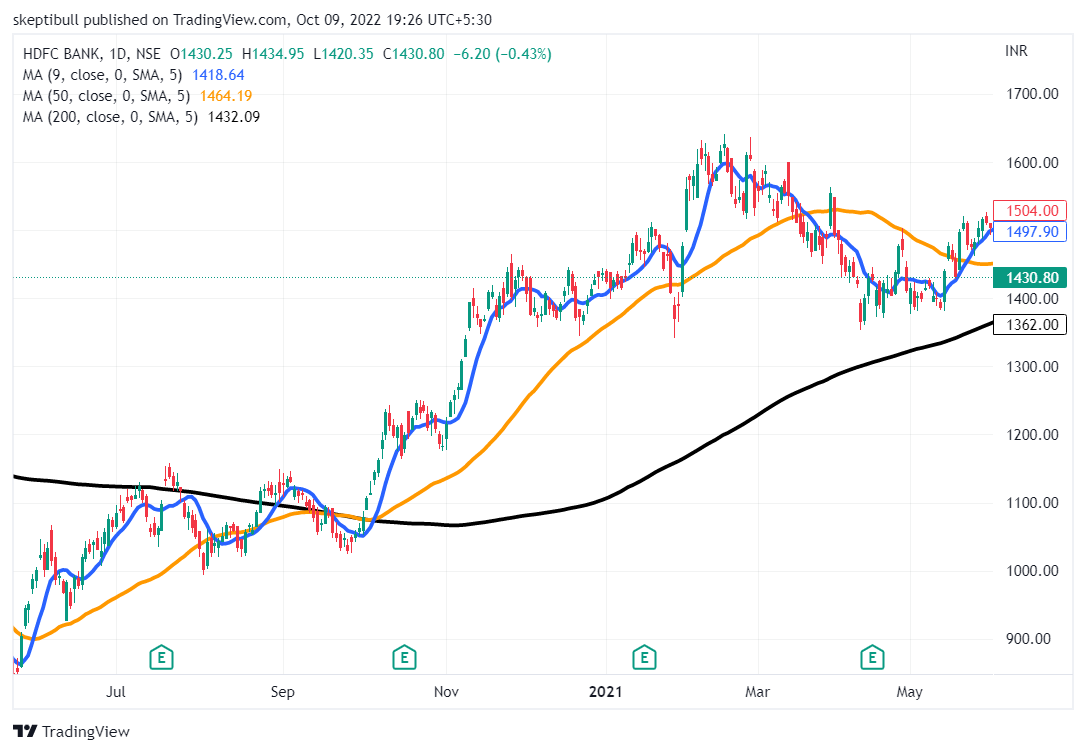 skeptibull published on TradingView.com, Oct 09, 2022 19:26 UTC+5:30
HDFC BANK, 1D, NSE O1430.25 H1434.95 L1420.35 C1430.80 −6.20 (−0.43%)
INR
MA (9, close, 0, SMA, 5) 1418.64
MA (50, close, 0, SMA, 5) 1464.19
MA (200, close, 0, SMA, 5) 1432.09
1700.00
1600.00
1504.00
1497.90
1430.80
1400.00
1362.00
1300.00
1200.00
1100.00
1000.00
900.00
E E E E
Jul Sep Nov 2021 Mar May
TradingView